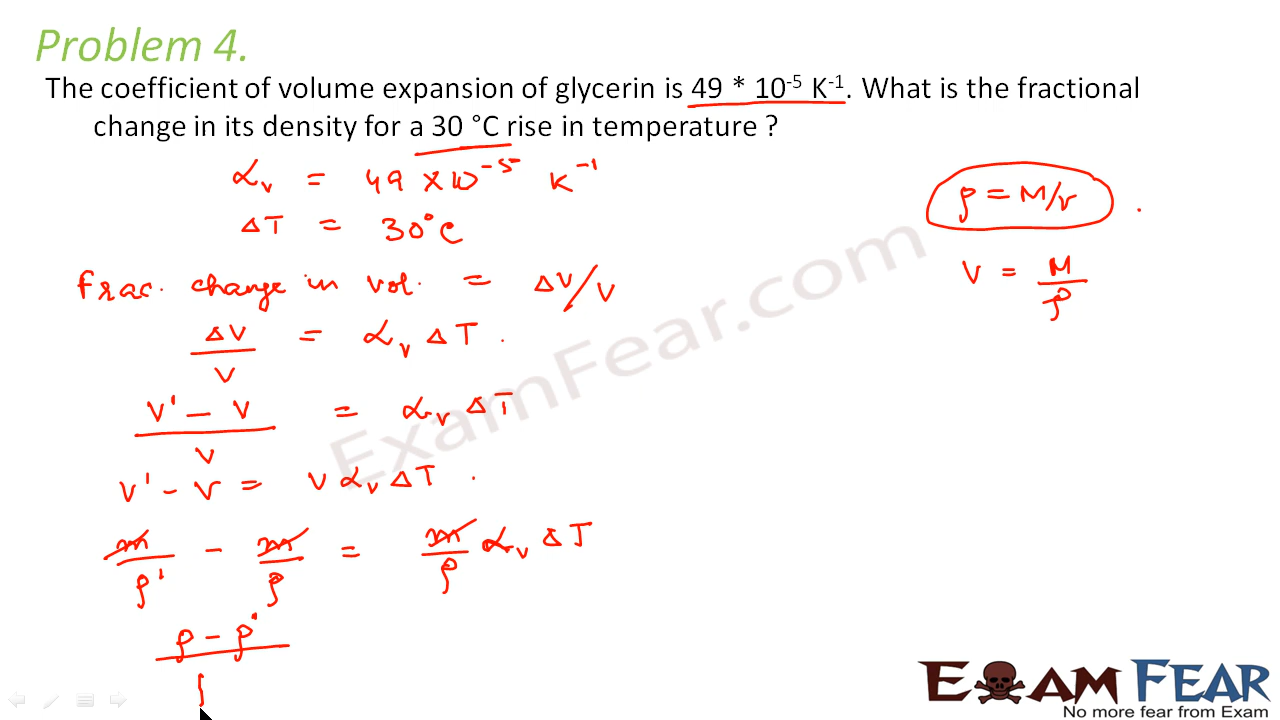 Problem 4.
The coefficient of volume expansion of glycerin is 49 * 10⁻⁵ K⁻¹. What is the fractional
change in its density for a 30 °C rise in temperature ?
αᵥ = 49 × 10⁻⁵ K⁻¹
ΔT = 30°C
frac. change in vol. = ΔV/V
ΔV/V = αᵥ ΔT .
V' – V / V = αᵥ ΔT
V' – V = V αᵥ ΔT .
m/ρ' – m/ρ = m/ρ αᵥ ΔT
ρ – ρ' /
ρ = M/V .
V = M/ρ
ExamFear.com
EXAM FEAR
No more fear from Exam